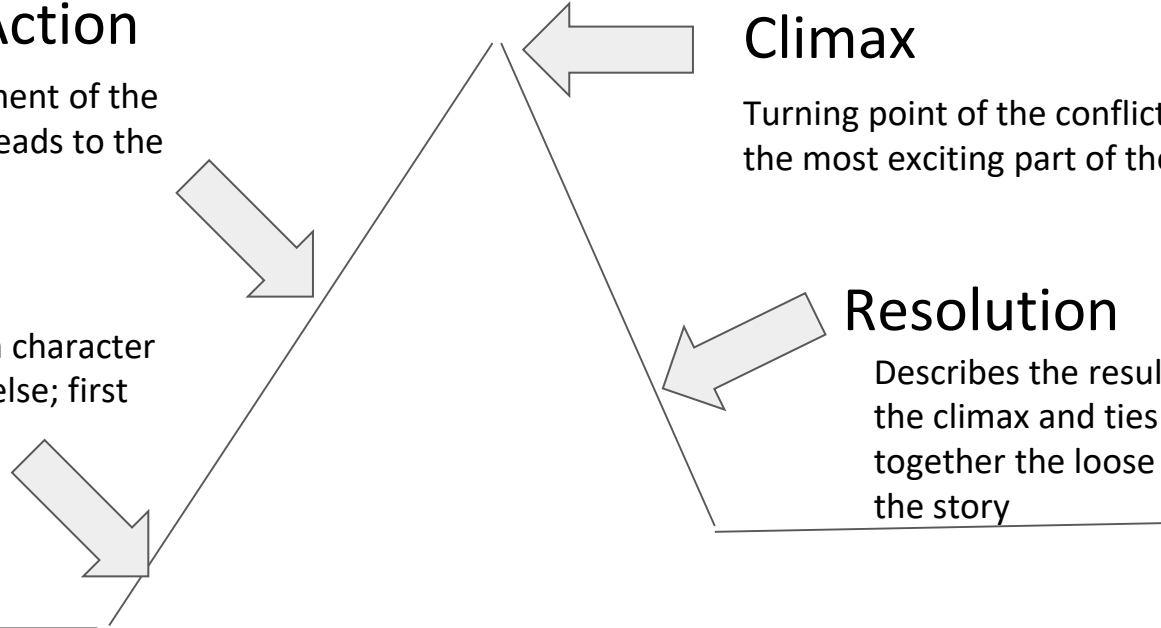 Action
ment of the
leads to the
character
else; first
Climax
Turning point of the conflict
the most exciting part of the
Resolution
Describes the resul
the climax and ties
together the loose
the story